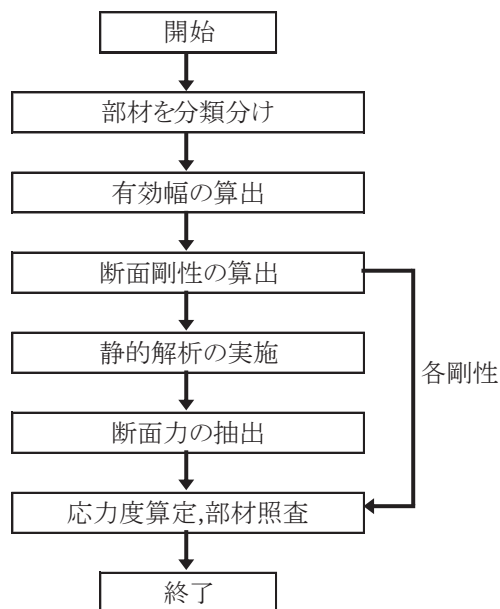 開始
部材を分類分け
有効幅の算出
断面剛性の算出
静的解析の実施
各剛性
断面力の抽出
応力度算定,部材照査
終了